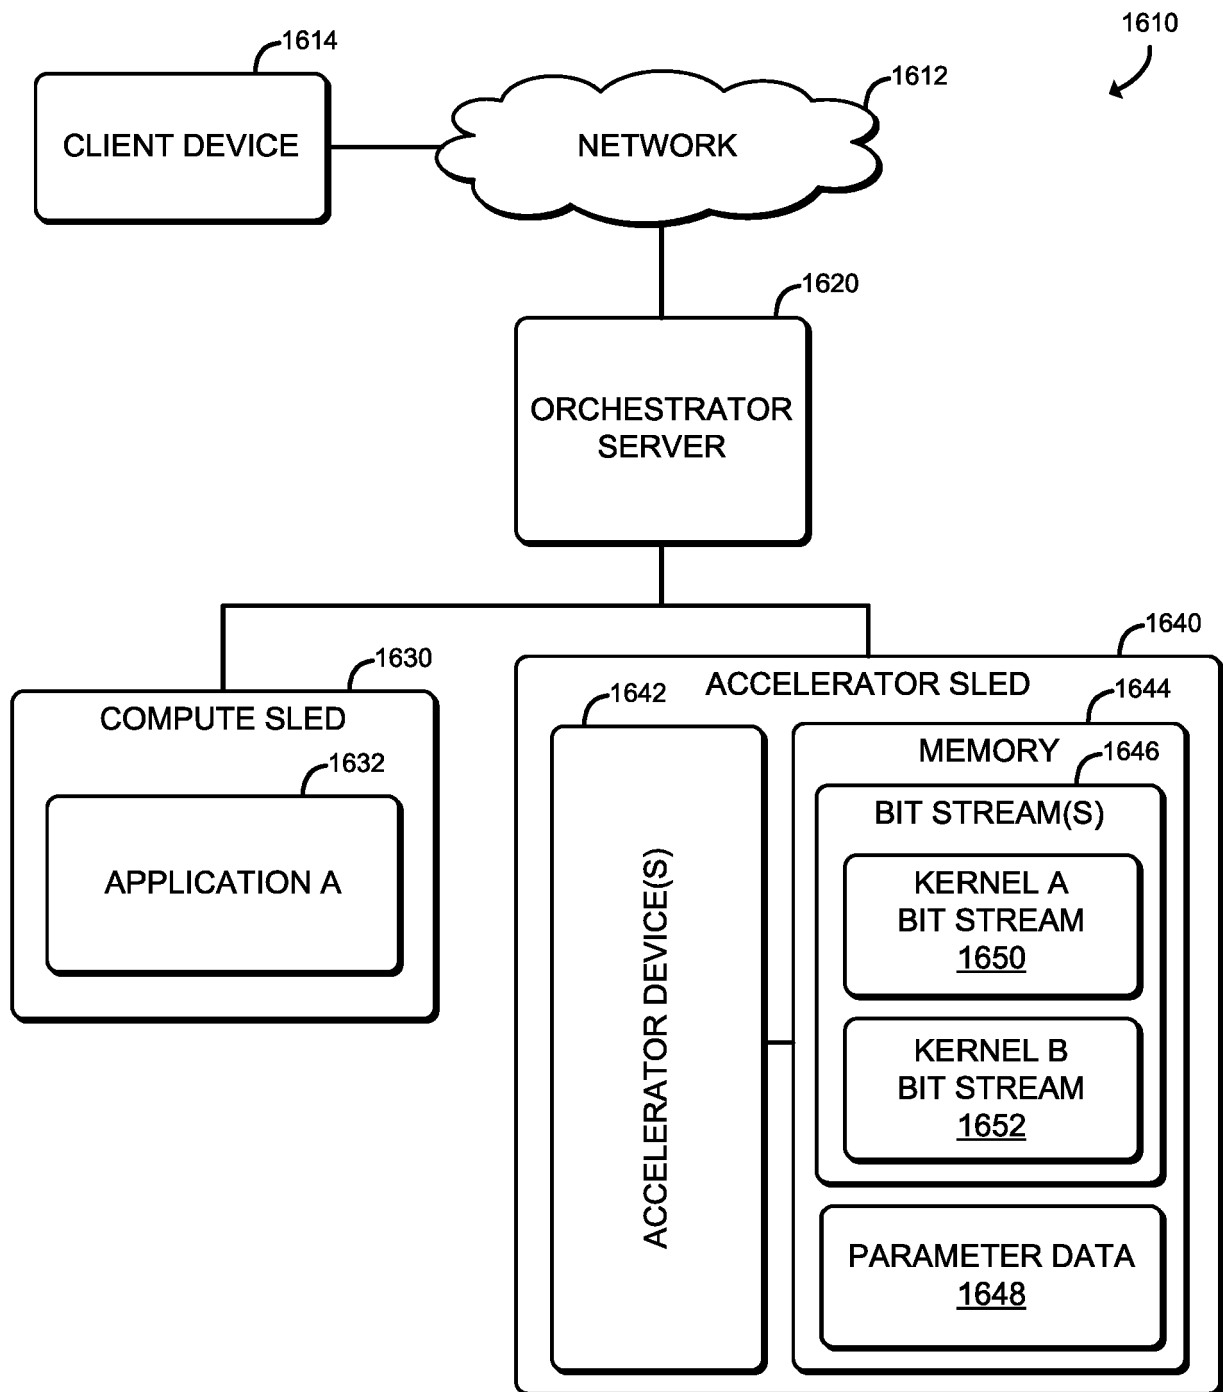 1610
1614
1612
CLIENT DEVICE
NETWORK
1620
ORCHESTRATOR
SERVER
1630
COMPUTE SLED
1632
APPLICATION A
1640
ACCELERATOR SLED
1642
ACCELERATOR DEVICE(S)
1644
MEMORY
1646
BIT STREAM(S)
KERNEL A
BIT STREAM
1650
KERNEL B
BIT STREAM
1652
PARAMETER DATA
1648